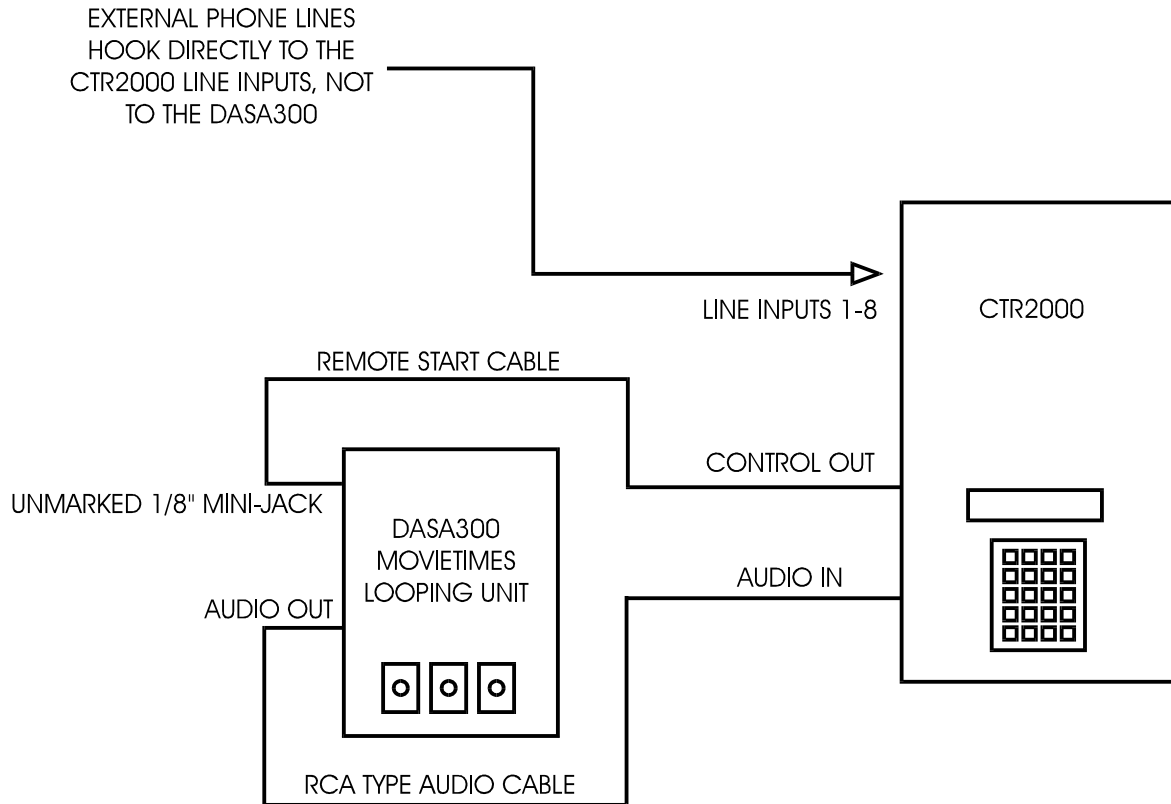 EXTERNAL PHONE LINES
HOOK DIRECTLY TO THE
CTR2000 LINE INPUTS, NOT
TO THE DASA300
LINE INPUTS 1-8
CTR2000
REMOTE START CABLE
CONTROL OUT
UNMARKED 1/8" MINI-JACK
DASA300
MOVIETIMES
LOOPING UNIT
AUDIO IN
AUDIO OUT
RCA TYPE AUDIO CABLE